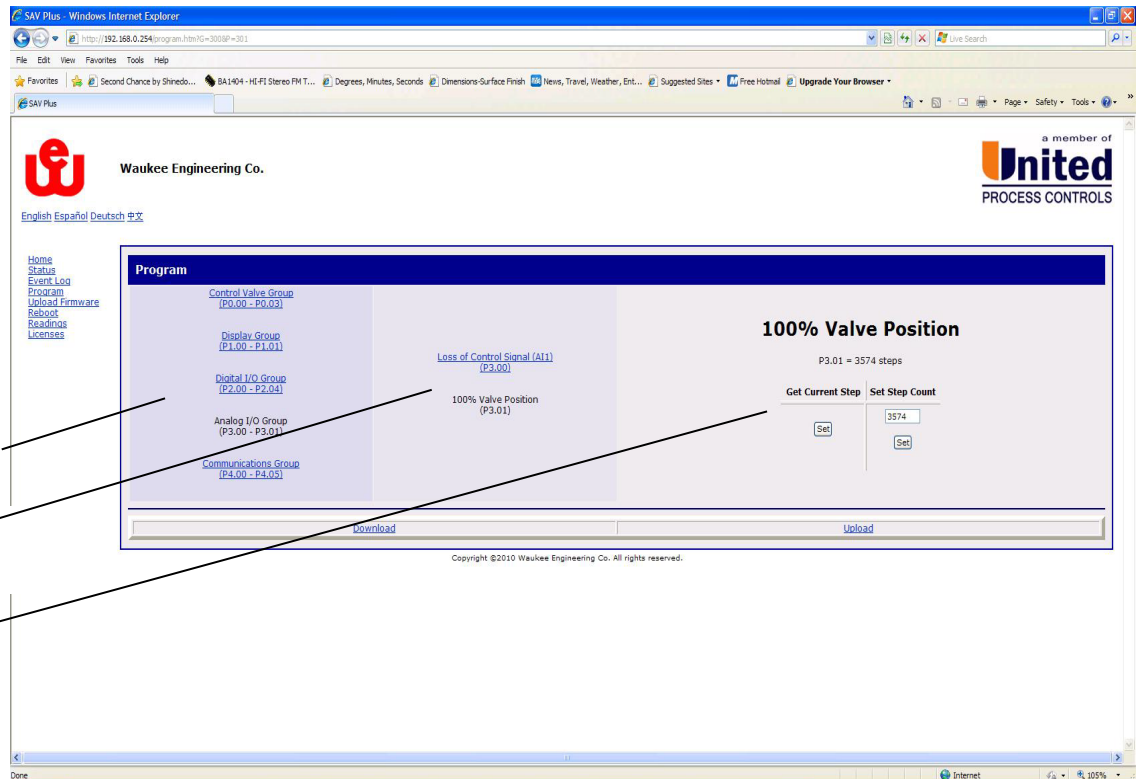 SAV Plus - Windows Internet Explorer
http://192.168.0.254/program.htm?G=300&P=301
Live Search
File Edit View Favorites Tools Help
Favorites Second Chance by Shinedo... BA1404 - HI-FI Stereo FM T... Degrees, Minutes, Seconds Dimensions-Surface Finish News, Travel, Weather, Ent... Suggested Sites Free Hotmail Upgrade Your Browser
SAV Plus Page Safety Tools
Waukee Engineering Co.
a member of
United
PROCESS CONTROLS
English Español Deutsch 中文
Home
Status
Event Log
Program
Upload Firmware
Reboot
Readings
Licenses
Program
Control Valve Group
(P0.00 - P0.03)
Display Group
(P1.00 - P1.01)
Digital I/O Group
(P2.00 - P2.04)
Analog I/O Group
(P3.00 - P3.01)
Communications Group
(P4.00 - P4.05)
Loss of Control Signal (AI1)
(P3.00)
100% Valve Position
(P3.01)
100% Valve Position
P3.01 = 3574 steps
Get Current Step Set Step Count
3574
Set
Set
Download Upload
Copyright ©2010 Waukee Engineering Co. All rights reserved.
Done Internet 105%